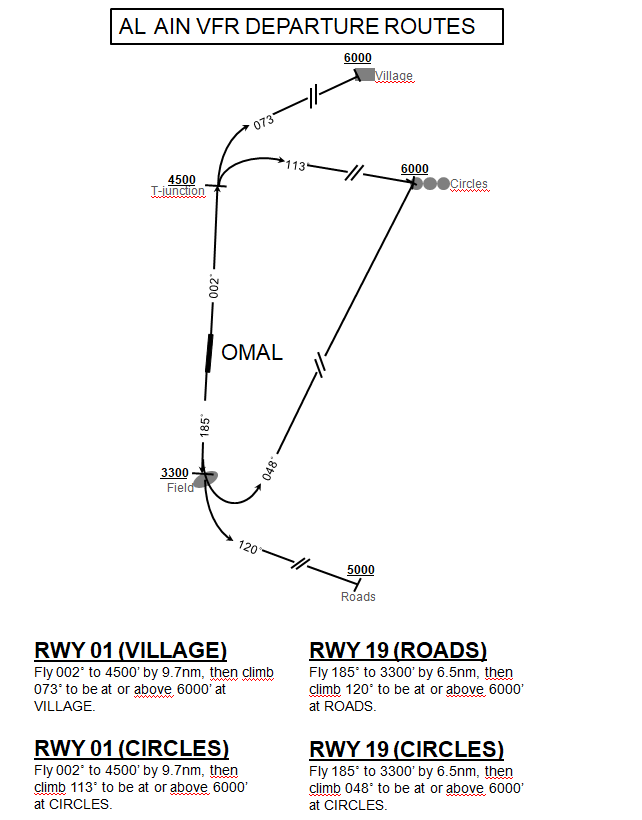 AL AIN VFR DEPARTURE ROUTES
6000
Village
073°
113°
6000
Circles
4500
T-junction
002°
OMAL
185°
048°
3300
Field
120°
5000
Roads
RWY 01 (VILLAGE)
Fly 002° to 4500' by 9.7nm, then climb
073° to be at or above 6000' at
VILLAGE.
RWY 19 (ROADS)
Fly 185° to 3300' by 6.5nm, then
climb 120° to be at or above 6000'
at ROADS.
RWY 01 (CIRCLES)
Fly 002° to 4500' by 9.7nm, then
climb 113° to be at or above 6000'
at CIRCLES.
RWY 19 (CIRCLES)
Fly 185° to 3300' by 6.5nm, then
climb 048° to be at or above 6000'
at CIRCLES.